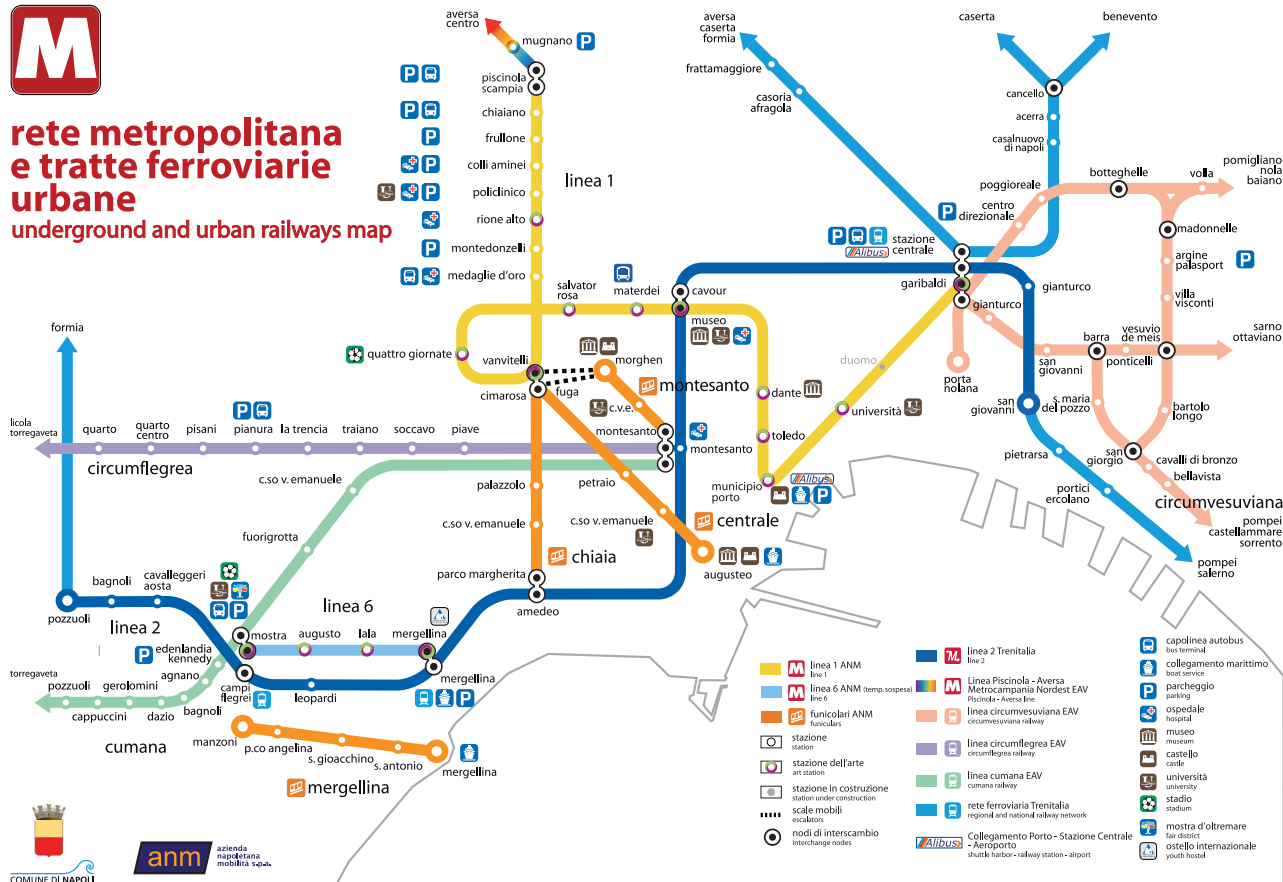 M
rete metropolitana
e tratte ferroviarie
urbane
underground and urban railways map
aversa
centro
mugnano
P
piscinola
scampia
P
chiaiano
P
frullone
P
colli aminei
P
policlinico
P
rione alto
montedonzelli
P
medaglie d'oro
linea 1
salvator
rosa
materdei
cavour
museo
quattro giornate
vanvitelli
cimarosa
fuga
morghen
montesanto
c.v.e.
montesanto
montesanto
dante
toledo
università
duomo
municipio
porto
Alibus
P
aversa
caserta
formia
frattamaggiore
casoria
afragola
caserta
benevento
cancello
acerra
casalnuovo
di napoli
poggioreale
centro
direzionale
P
P
stazione
centrale
Alibus
garibaldi
gianturco
gianturco
botteghelle
volla
pomigliano
nola
baiano
madonnelle
argine
palasport
P
villa
visconti
vesuvio
de meis
barra
ponticelli
sarno
ottaviano
porta
nolana
san
giovanni
san
giovanni
s. maria
del pozzo
bartolo
longo
san
giorgio
cavalli di bronzo
bellavista
circumvesuviana
pompei
castellammare
sorrento
pietrarsa
portici
ercolano
pompei
salerno
formia
licola
torregaveta
quarto
quarto
centro
pisani
P
pianura
la trencia
traiano
soccavo
piave
circumflegrea
c.so v. emanuele
fuorigrotta
palazzolo
c.so v. emanuele
chiaia
parco margherita
amedeo
petraio
c.so v. emanuele
centrale
augusteo
pozzuoli
bagnoli
cavalleggeri
aosta
P
linea 2
linea 6
mostra
augusto
lala
mergellina
mergellina
P
P
edenlandia
kennedy
campi
flegrei
leopardi
torregaveta
pozzuoli
cappuccini
gerolomini
dazio
bagnoli
agnano
cumana
manzoni
p.co angelina
s. gioacchino
s. antonio
mergellina
mergellina
M
linea 1 ANM
line 1
M
linea 6 ANM (temp. sospesa)
line 6
funicolari ANM
funiculars
stazione
station
stazione dell'arte
art station
stazione in costruzione
station under construction
scale mobili
escalators
nodi di interscambio
interchange nodes
M.
linea 2 Trenitalia
line 2
M
Linea Piscinola - Aversa
Metrocampania Nordest EAV
Piscinola - Aversa line
linea circumvesuviana EAV
circumvesuviana railway
linea circumflegrea EAV
circumflegrea railway
linea cumana EAV
cumana railway
rete ferroviaria Trenitalia
regional and national railway network
Alibus
Collegamento Porto - Stazione Centrale
- Aeroporto
shuttle harbor - railway station - airport
capolinea autobus
bus terminal
collegamento marittimo
boat service
P
parcheggio
parking
ospedale
hospital
museo
museum
castello
castle
università
university
stadio
stadium
mostra d'oltremare
fair district
ostello internazionale
youth hostel
COMUNE DI NAPOLI
anm
azienda
napoletana
mobilità s.p.a.